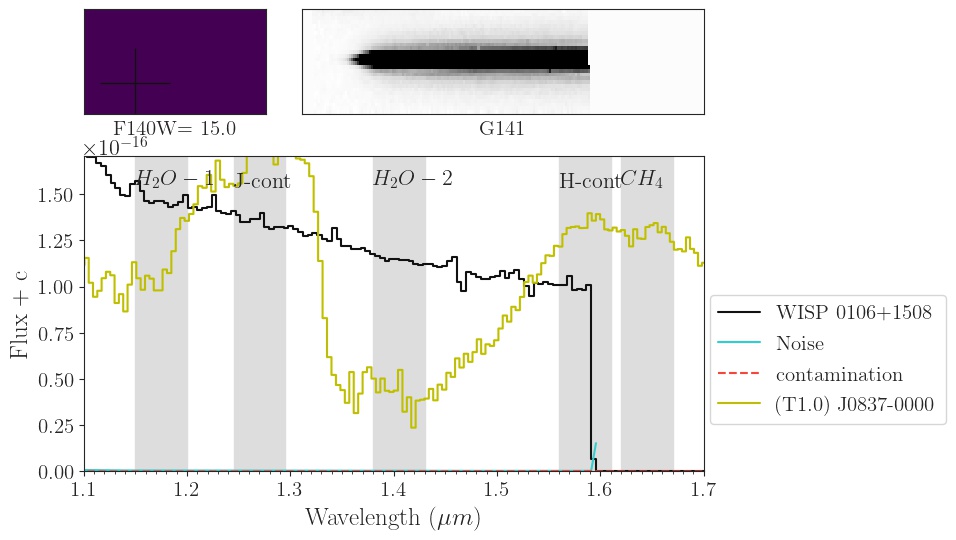 F140W= 15.0
G141
×10⁻¹⁶
H₂O − 1
J-cont
H₂O − 2
H-cont
CH₄
1.50
1.25
1.00
0.75
0.50
0.25
0.00
Flux + c
1.1 1.2 1.3 1.4 1.5 1.6 1.7
Wavelength (μm)
WISP 0106+1508
Noise
contamination
(T1.0) J0837-0000